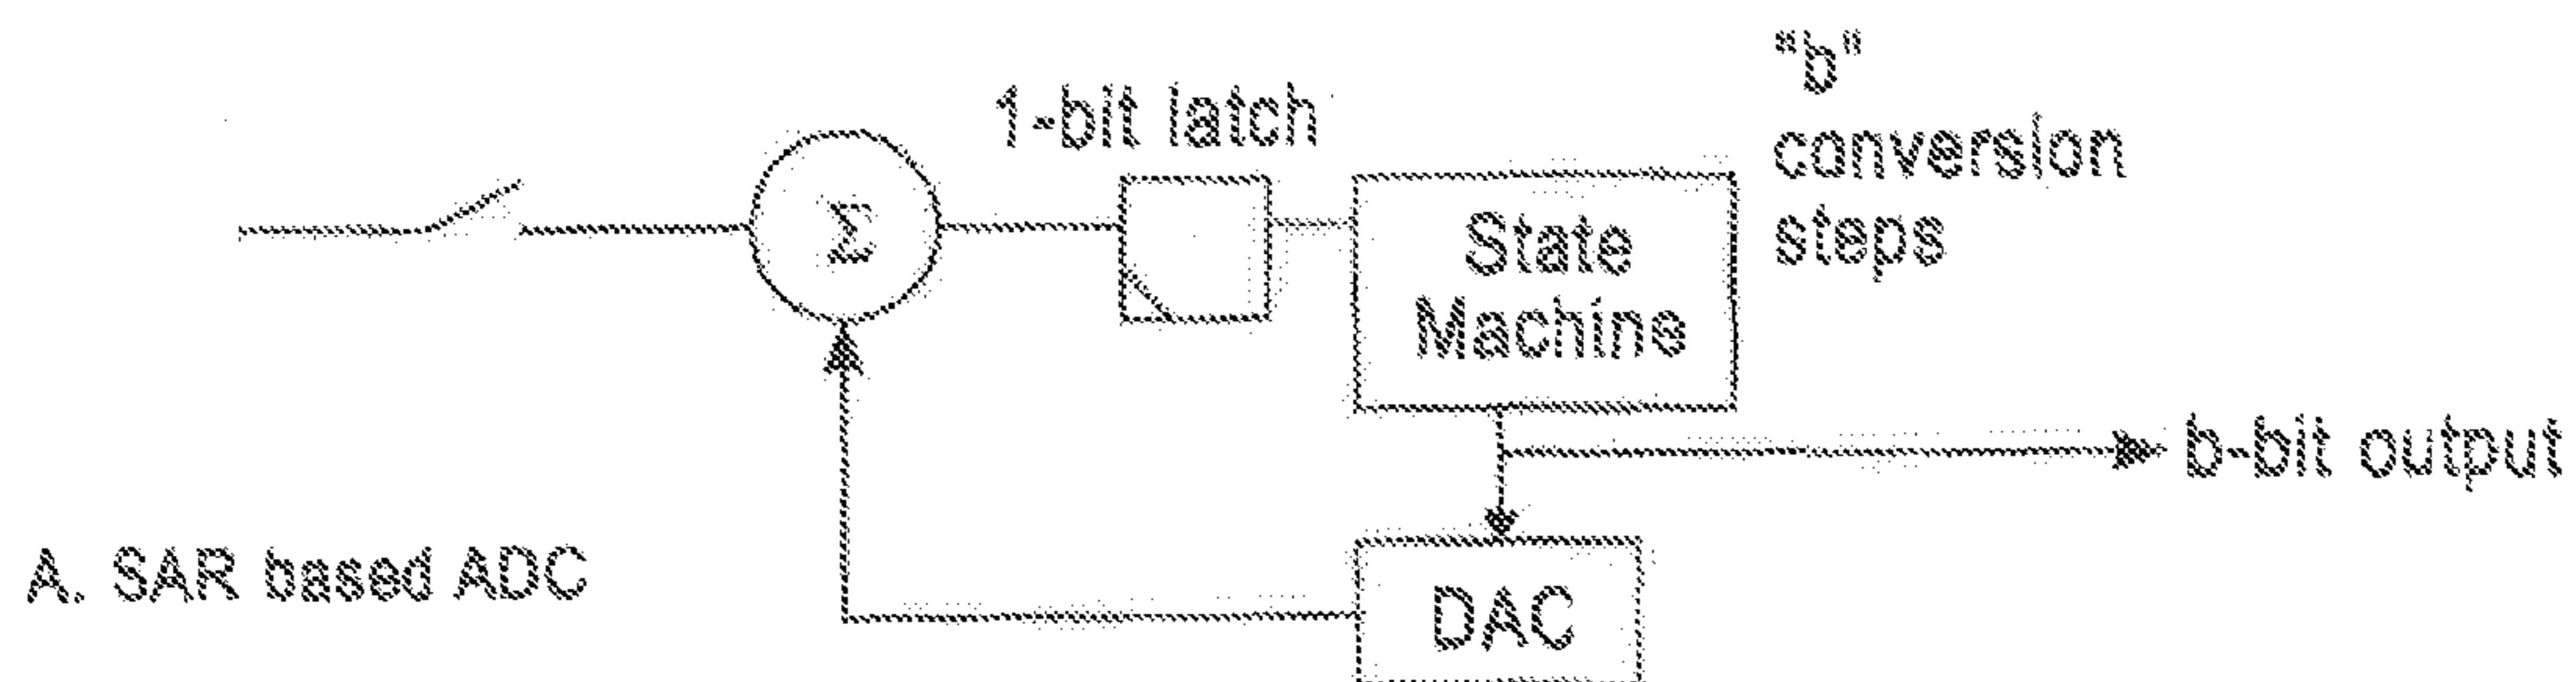 "b"
conversion
steps
1-bit latch
Σ
State
Machine
b-bit output
A. SAR based ADC
DAC